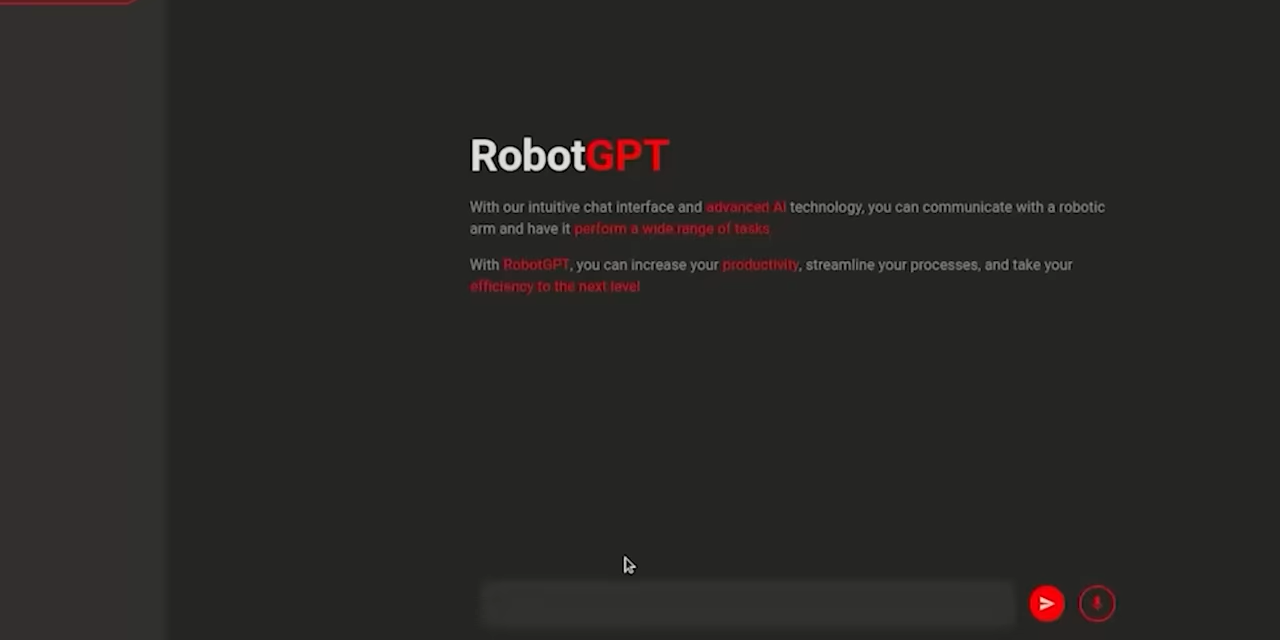 RobotGPT
With our intuitive chat interface and advanced AI technology, you can communicate with a robotic
arm and have it perform a wide range of tasks
With RobotGPT, you can increase your productivity, streamline your processes, and take your
efficiency to the next level